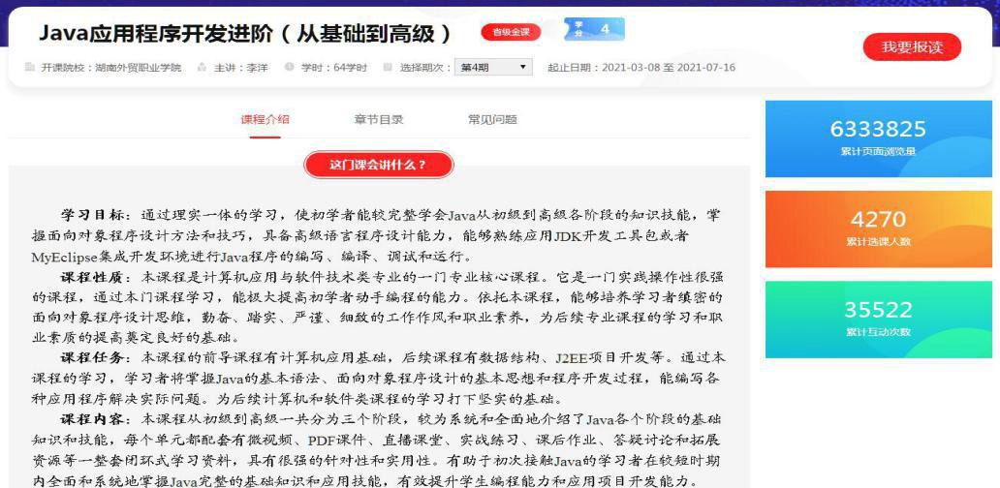 Java应用程序开发进阶（从基础到高级）
省级金课
学分 4
我要报读
开课院校：湖南外贸职业学院 主讲：李洋 学时：64学时 选择期次： 第4期 起止日期：2021-03-08 至 2021-07-16
课程介绍 章节目录 常见问题
这门课会讲什么？
学习目标：通过理实一体的学习，使初学者能较完整学会Java从初级到高级各阶段的知识技能，掌
握面向对象程序设计方法和技巧，具备高级语言程序设计能力，能够熟练应用JDK开发工具包或者
MyEclipse集成开发环境进行Java程序的编写、编译、调试和运行。
课程性质：本课程是计算机应用与软件技术类专业的一门专业核心课程。它是一门实践操作性很强
的课程，通过本门课程学习，能极大提高初学者动手编程的能力。依托本课程，能够培养学习者缜密的
面向对象程序设计思维，勤奋、踏实、严谨、细致的工作作风和职业素养，为后续专业课程的学习和职
业素质的提高奠定良好的基础。
课程任务：本课程的前导课程有计算机应用基础，后续课程有数据结构、J2EE项目开发等。通过本
课程的学习，学习者将掌握Java的基本语法、面向对象程序设计的基本思想和程序开发过程，能编写各
种应用程序解决实际问题。为后续计算机和软件类课程的学习打下坚实的基础。
课程内容：本课程从初级到高级一共分为三个阶段，较为系统和全面地介绍了Java各个阶段的基础
知识和技能，每个单元都配套有微视频、PDF课件、直播课堂、实战练习、课后作业、答疑讨论和拓展
资源等一整套闭环式学习资料，具有很强的针对性和实用性。有助于初次接触Java的学习者在较短时期
内全面和系统地掌握Java完整的基础知识和应用技能，有效提升学生编程能力和应用项目开发能力。
6333825
累计页面浏览量
4270
累计选课人数
35522
累计互动次数